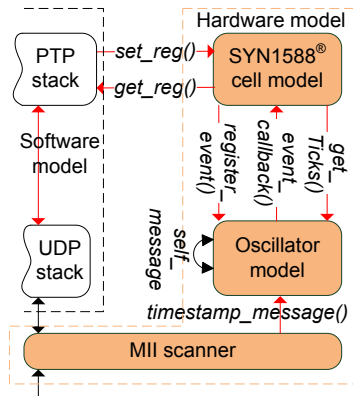 Hardware model
PTP
stack
set_reg()
get_reg()
SYN1588®
cell model
Software
model
register_
event()
event_
callback()
get_
Ticks()
self_
message
UDP
stack
Oscillator
model
timestamp_message()
MII scanner